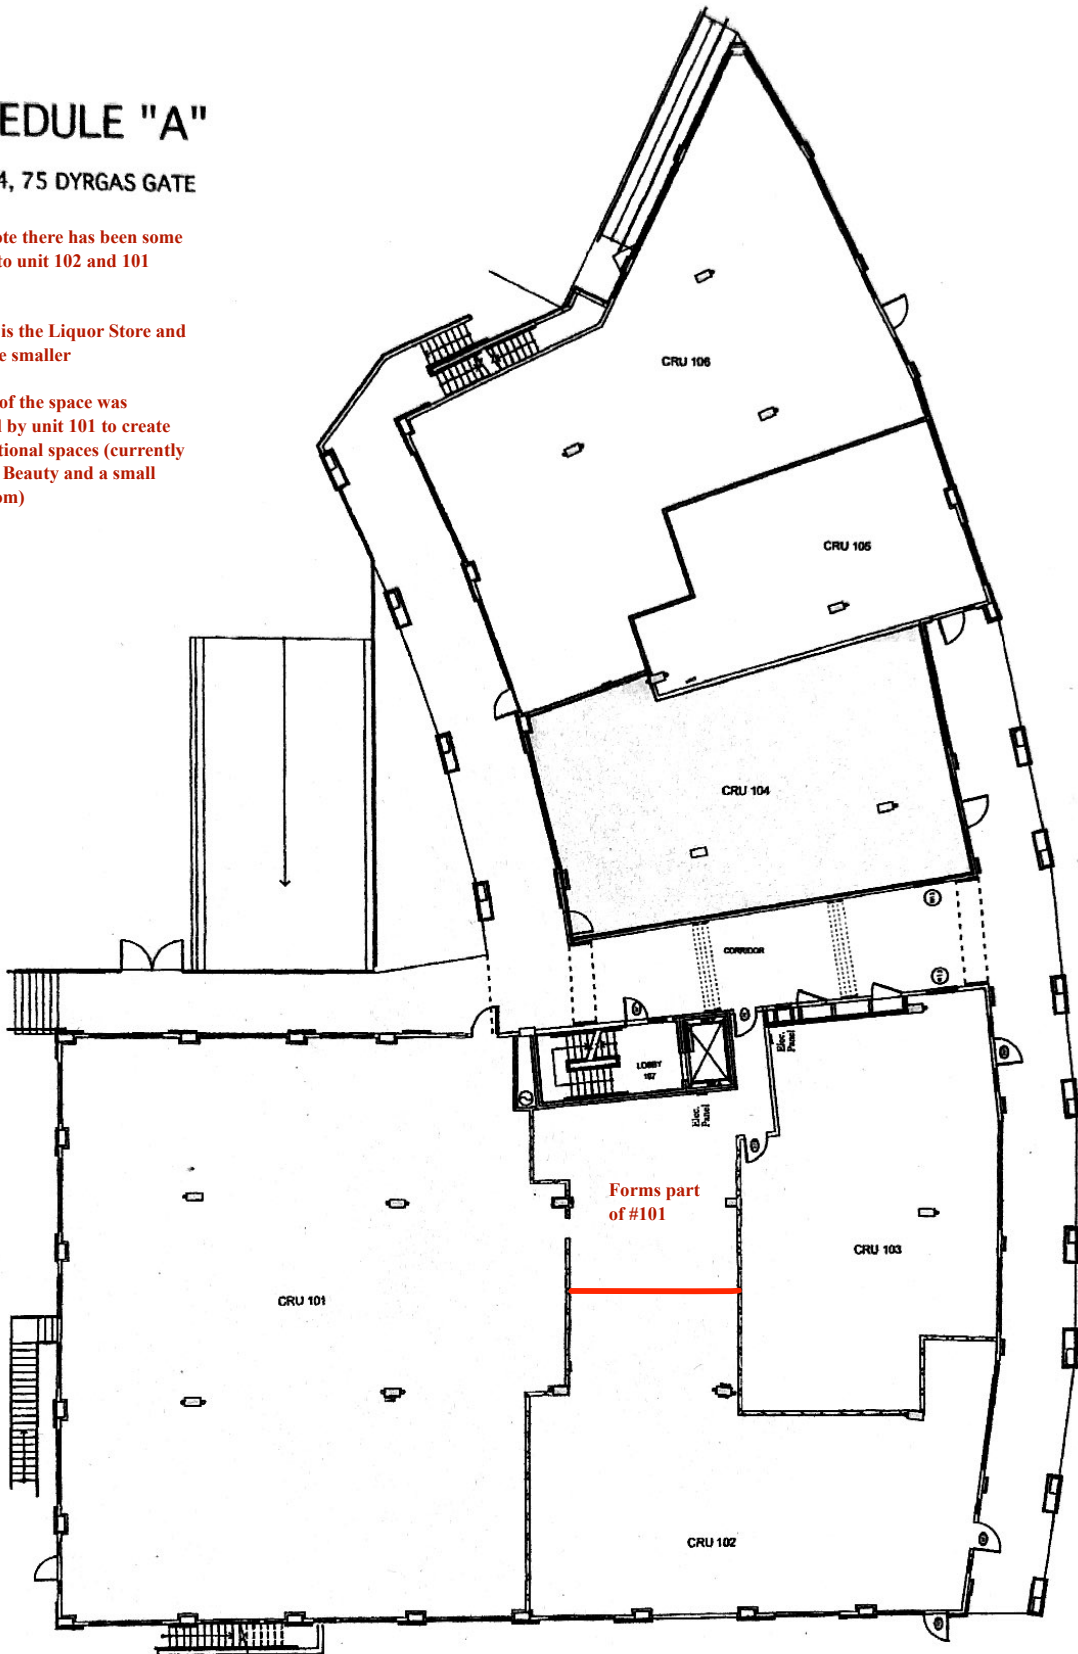 EDULE "A"
4, 75 DYRGAS GATE
ote there has been some
to unit 102 and 101
is the Liquor Store and
e smaller
of the space was
l by unit 101 to create
tional spaces (currently
Beauty and a small
om)
CRU 106
CRU 105
CRU 104
CORRIDOR
LOBBY
Elec.
Panel
Elec.
Panel
Forms part
of #101
CRU 103
CRU 101
CRU 102